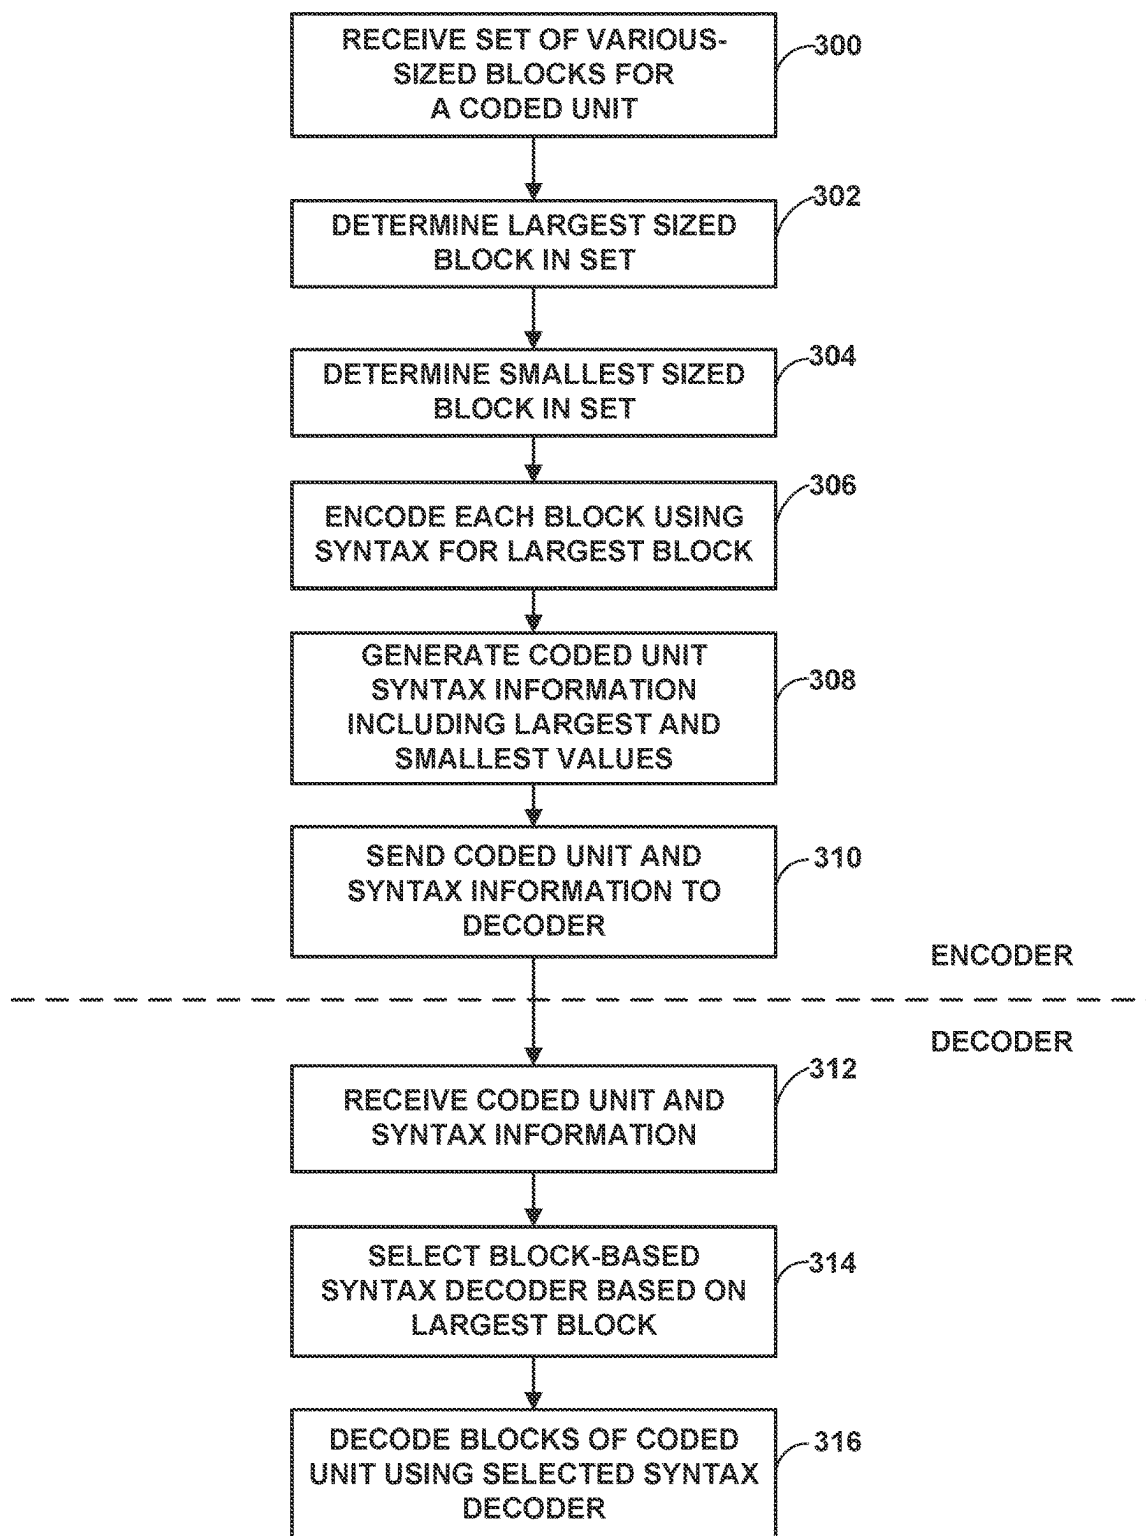 RECEIVE SET OF VARIOUS-
SIZED BLOCKS FOR
A CODED UNIT
300
DETERMINE LARGEST SIZED
BLOCK IN SET
302
DETERMINE SMALLEST SIZED
BLOCK IN SET
304
ENCODE EACH BLOCK USING
SYNTAX FOR LARGEST BLOCK
306
GENERATE CODED UNIT
SYNTAX INFORMATION
INCLUDING LARGEST AND
SMALLEST VALUES
308
SEND CODED UNIT AND
SYNTAX INFORMATION TO
DECODER
310
ENCODER
DECODER
RECEIVE CODED UNIT AND
SYNTAX INFORMATION
312
SELECT BLOCK-BASED
SYNTAX DECODER BASED ON
LARGEST BLOCK
314
DECODE BLOCKS OF CODED
UNIT USING SELECTED SYNTAX
DECODER
316